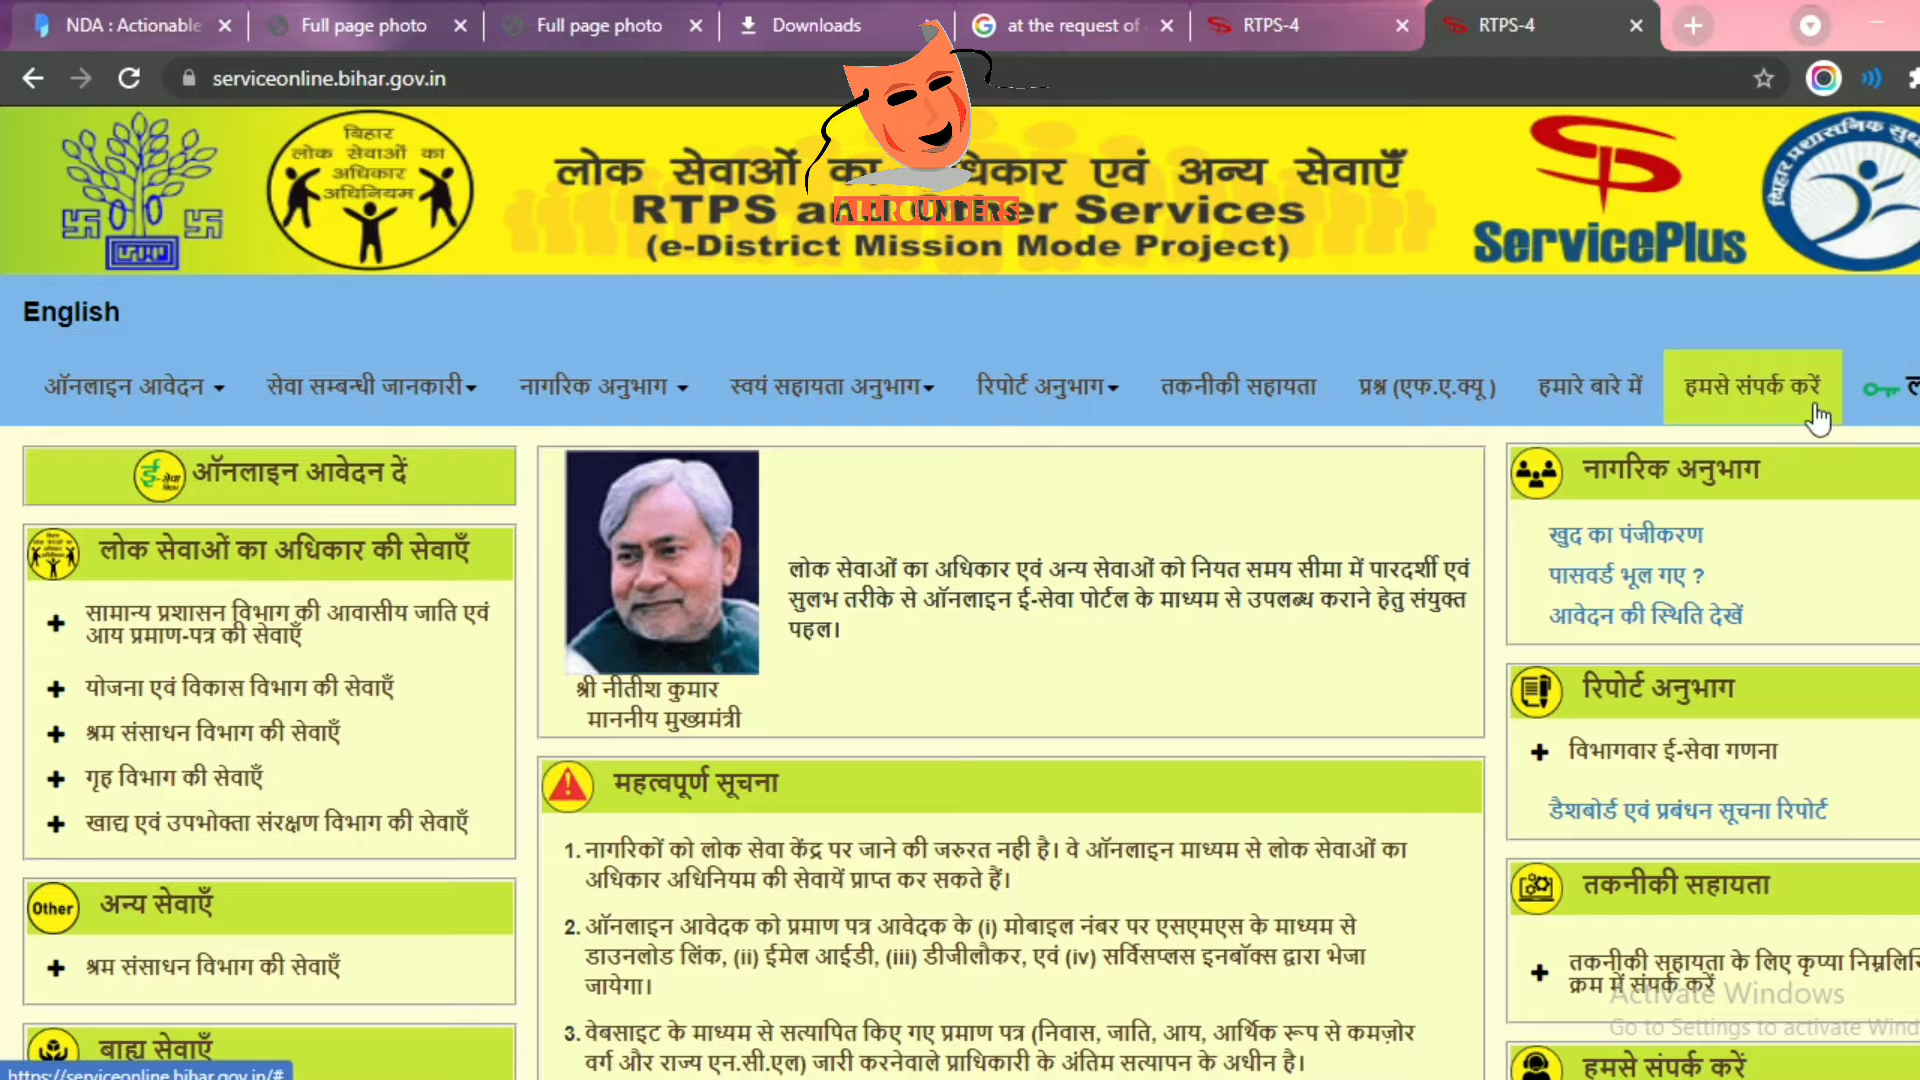 NDA : Actionable
Full page photo
Full page photo
Downloads
at the request of
RTPS-4
RTPS-4
serviceonline.bihar.gov.in
बिहार
लोक सेवाओं का
अधिकार
अधिनियम
लोक सेवाओं का अधिकार एवं अन्य सेवाएँ
RTPS and Other Services
(e-District Mission Mode Project)
ALLROUNDERS
ServicePlus
English
ऑनलाइन आवेदन
सेवा सम्बन्धी जानकारी
नागरिक अनुभाग
स्वयं सहायता अनुभाग
रिपोर्ट अनुभाग
तकनीकी सहायता
प्रश्न (एफ.ए.क्यू )
हमारे बारे में
हमसे संपर्क करें
ऑनलाइन आवेदन दें
लोक सेवाओं का अधिकार की सेवाएँ
सामान्य प्रशासन विभाग की आवासीय जाति एवं
आय प्रमाण-पत्र की सेवाएँ
योजना एवं विकास विभाग की सेवाएँ
श्रम संसाधन विभाग की सेवाएँ
गृह विभाग की सेवाएँ
खाद्य एवं उपभोक्ता संरक्षण विभाग की सेवाएँ
Other
अन्य सेवाएँ
श्रम संसाधन विभाग की सेवाएँ
बाह्य सेवाएँ
https://serviceonline.bihar.gov.in/#
लोक सेवाओं का अधिकार एवं अन्य सेवाओं को नियत समय सीमा में पारदर्शी एवं
सुलभ तरीके से ऑनलाइन ई-सेवा पोर्टल के माध्यम से उपलब्ध कराने हेतु संयुक्त
पहल।
श्री नीतीश कुमार
माननीय मुख्यमंत्री
महत्वपूर्ण सूचना
1. नागरिकों को लोक सेवा केंद्र पर जाने की जरुरत नही है। वे ऑनलाइन माध्यम से लोक सेवाओं का
अधिकार अधिनियम की सेवायें प्राप्त कर सकते हैं।
2. ऑनलाइन आवेदक को प्रमाण पत्र आवेदक के (i) मोबाइल नंबर पर एसएमएस के माध्यम से
डाउनलोड लिंक, (ii) ईमेल आईडी, (iii) डीजीलौकर, एवं (iv) सर्विसप्लस इनबॉक्स द्वारा भेजा
जायेगा।
3. वेबसाइट के माध्यम से सत्यापित किए गए प्रमाण पत्र (निवास, जाति, आय, आर्थिक रूप से कमज़ोर
वर्ग और राज्य एन.सी.एल) जारी करनेवाले प्राधिकारी के अंतिम सत्यापन के अधीन है।
नागरिक अनुभाग
खुद का पंजीकरण
पासवर्ड भूल गए ?
आवेदन की स्थिति देखें
रिपोर्ट अनुभाग
विभागवार ई-सेवा गणना
डैशबोर्ड एवं प्रबंधन सूचना रिपोर्ट
तकनीकी सहायता
तकनीकी सहायता के लिए कृप्या
क्रम में संपर्क करें
Activate Windows
Go to Settings to activate
हमसे संपर्क करें